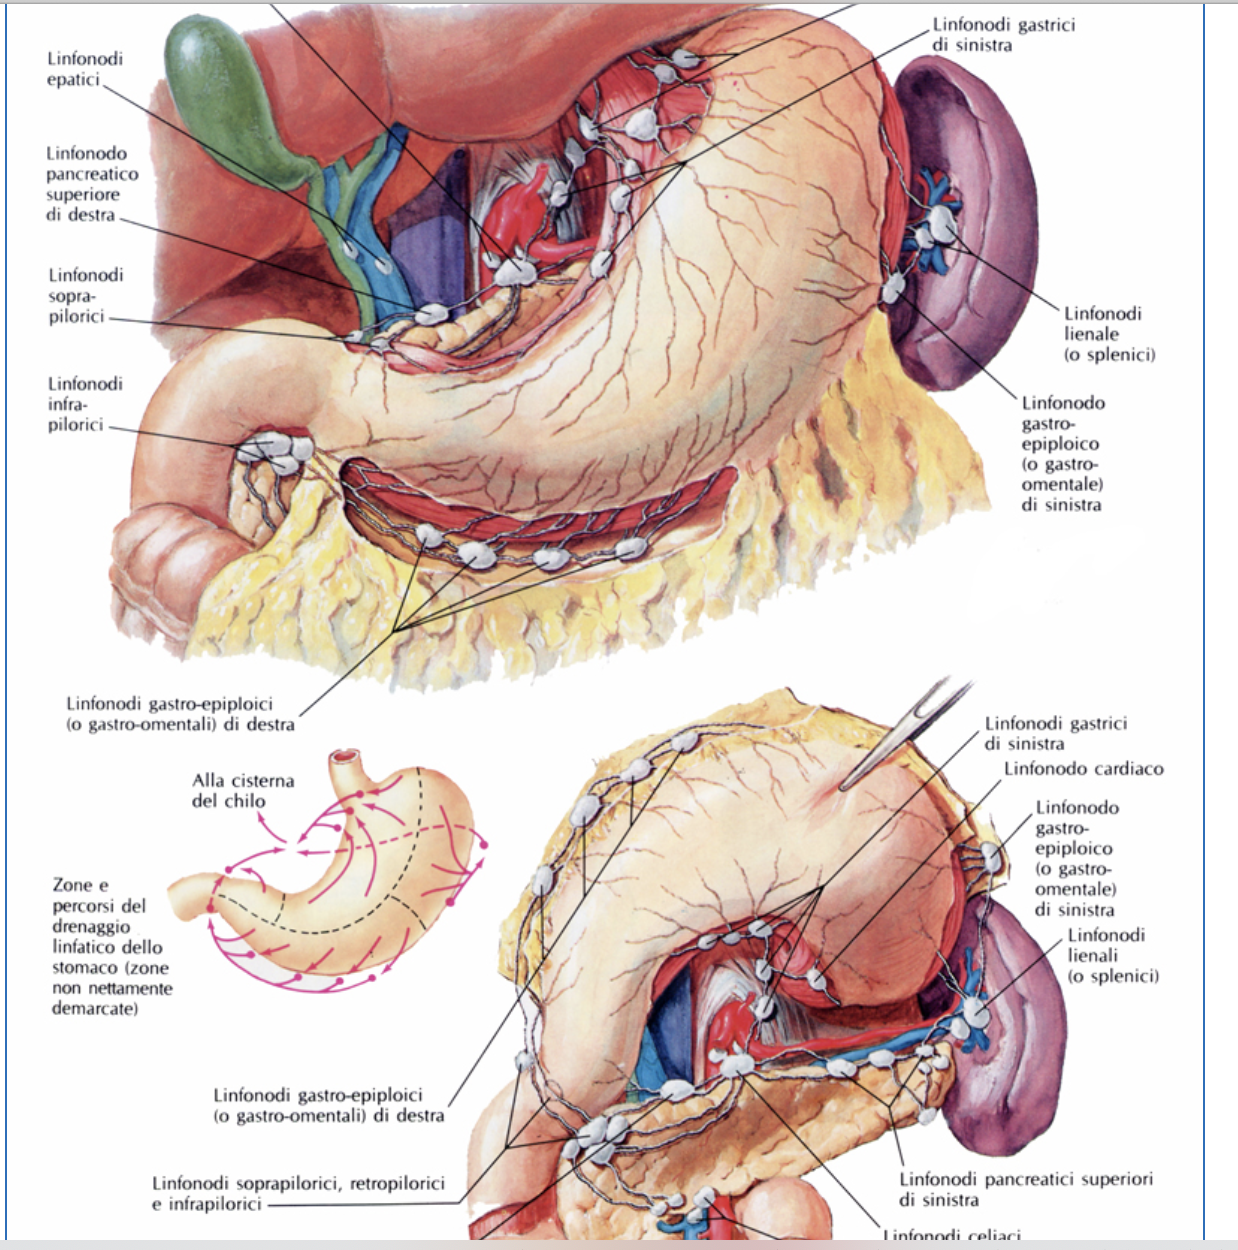 Linfonodi gastrici
di sinistra
Linfonodi
epatici
Linfonodo
pancreatico
superiore
di destra
Linfonodi
sopra-
pilorici
Linfonodi
infra-
pilorici
Linfonodi
lienale
(o splenici)
Linfonodo
gastro-
epiploico
(o gastro-
omentale)
di sinistra
Linfonodi gastro-epiploici
(o gastro-omentali) di destra
Alla cisterna
del chilo
Zone e
percorsi del
drenaggio
linfatico dello
stomaco (zone
non nettamente
demarcate)
Linfonodi gastrici
di sinistra
Linfonodo cardiaco
Linfonodo
gastro-
epiploico
(o gastro-
omentale)
di sinistra
Linfonodi
lienali
(o splenici)
Linfonodi gastro-epiploici
(o gastro-omentali) di destra
Linfonodi soprapilorici, retropilorici
e infrapilorici
Linfonodi pancreatici superiori
di sinistra
Linfonodi celiaci